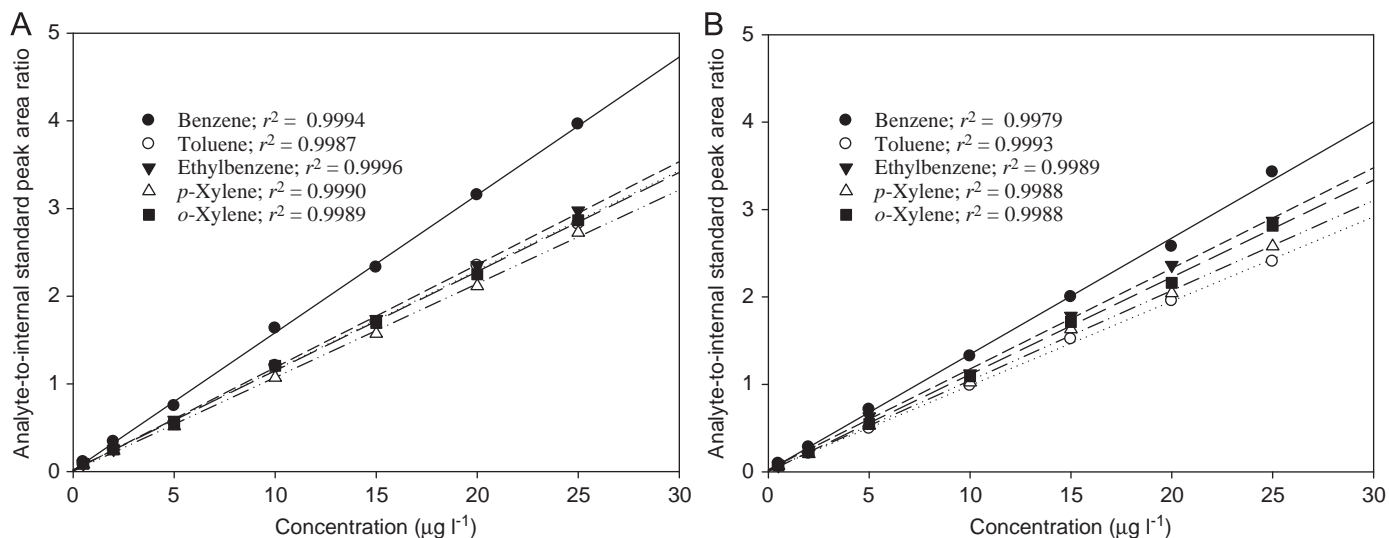 A
Analyte-to-internal standard peak area ratio
5
4
3
2
1
0
Benzene; r² = 0.9994
Toluene; r² = 0.9987
Ethylbenzene; r² = 0.9996
p-Xylene; r² = 0.9990
o-Xylene; r² = 0.9989
0 5 10 15 20 25 30
Concentration (µg l⁻¹)
B
Analyte-to-internal standard peak area ratio
5
4
3
2
1
0
Benzene; r² = 0.9979
Toluene; r² = 0.9993
Ethylbenzene; r² = 0.9989
p-Xylene; r² = 0.9988
o-Xylene; r² = 0.9988
0 5 10 15 20 25 30
Concentration (µg l⁻¹)